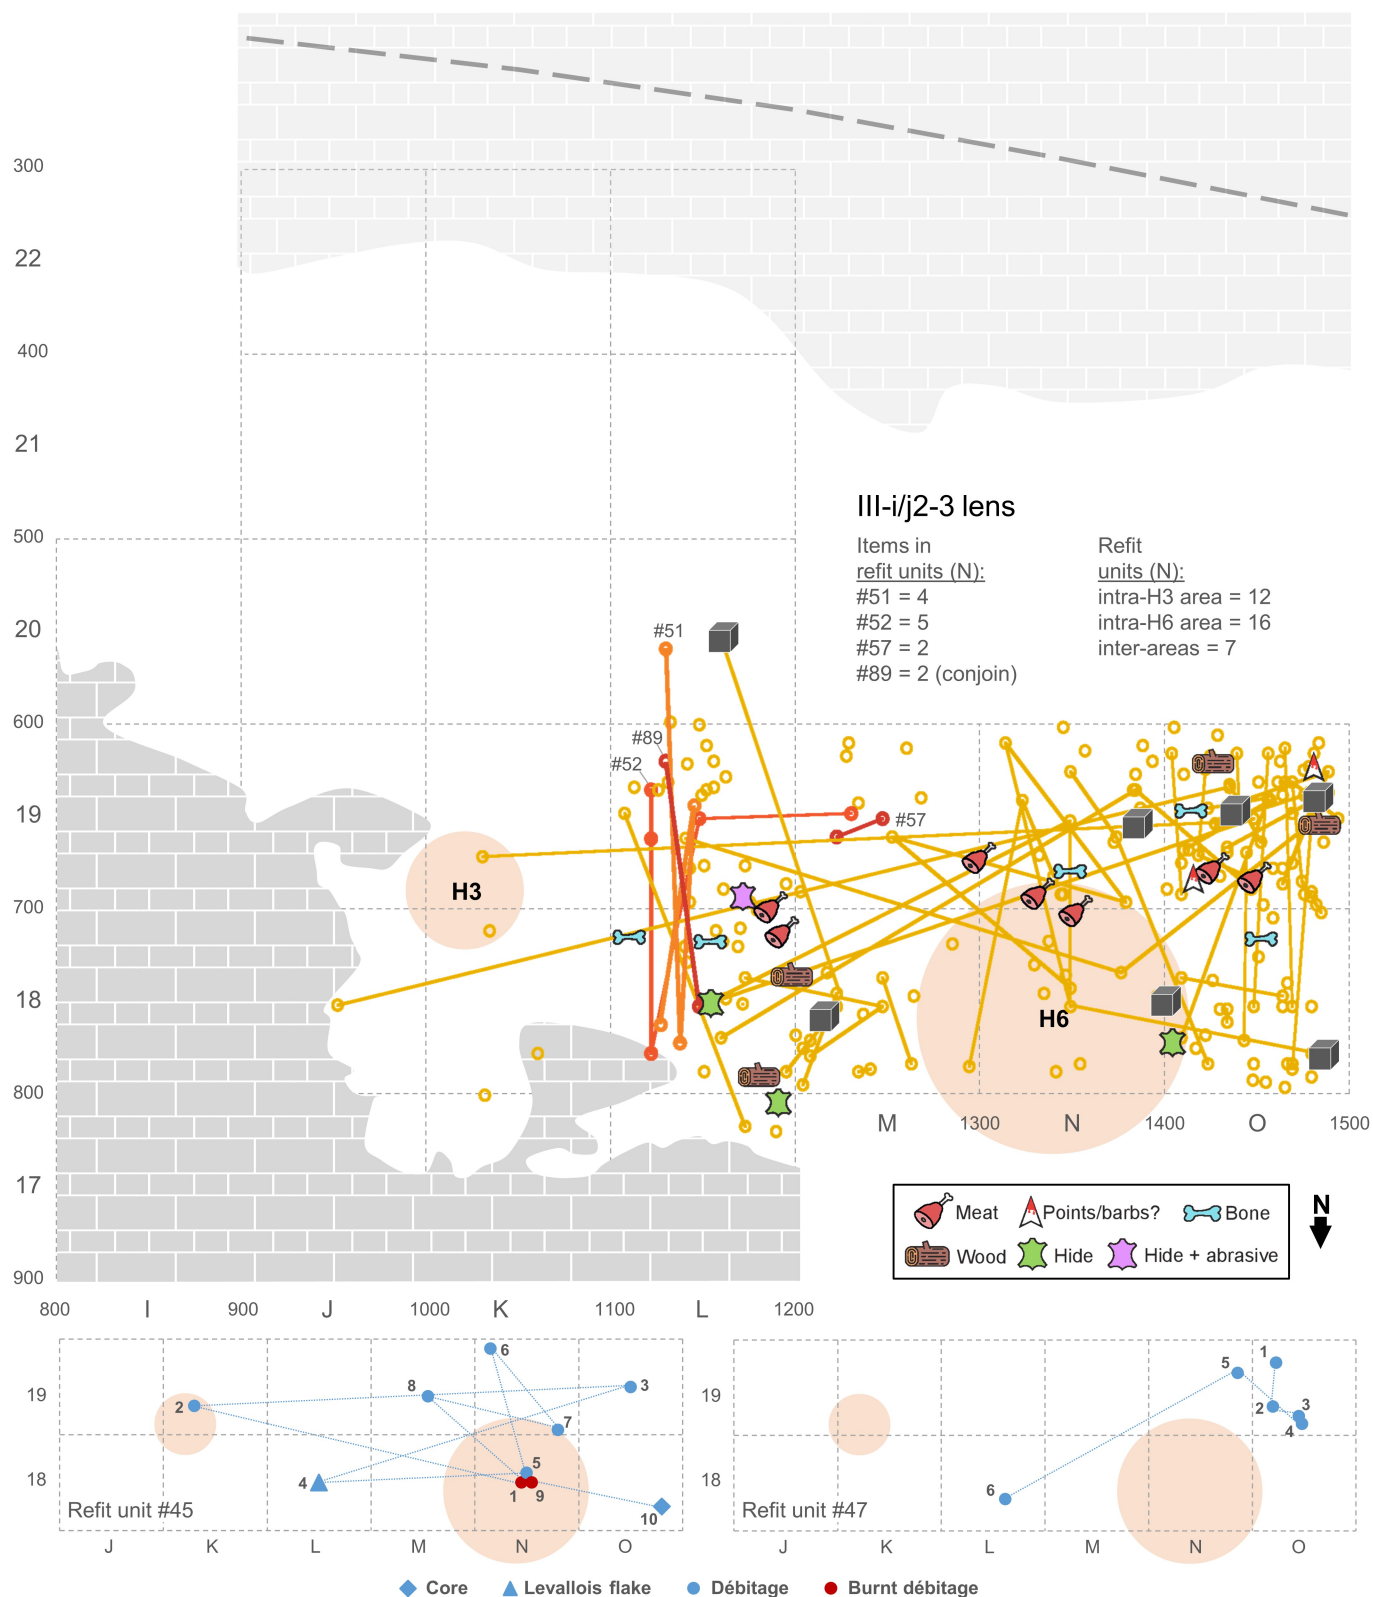 300
22
400
21
III-i/j2-3 lens
500
Items in
refit units (N):
#51 = 4
#52 = 5
#57 = 2
#89 = 2 (conjoin)
Refit
units (N):
intra-H3 area = 12
intra-H6 area = 16
inter-areas = 7
20
#51
600
#89
#52
19
#57
H3
700
18
H6
800
M
1300
N
1400
O
1500
17
Meat
Points/barbs?
Bone
Wood
Hide
Hide + abrasive
N
900
800
I
900
J
1000
K
1100
L
1200
6
8
3
19
2
7
5
4
18
1
9
10
Refit unit #45
J
K
L
M
N
O
1
5
19
2
3
4
18
6
Refit unit #47
J
K
L
M
N
O
Core
Levallois flake
Débitage
Burnt débitage